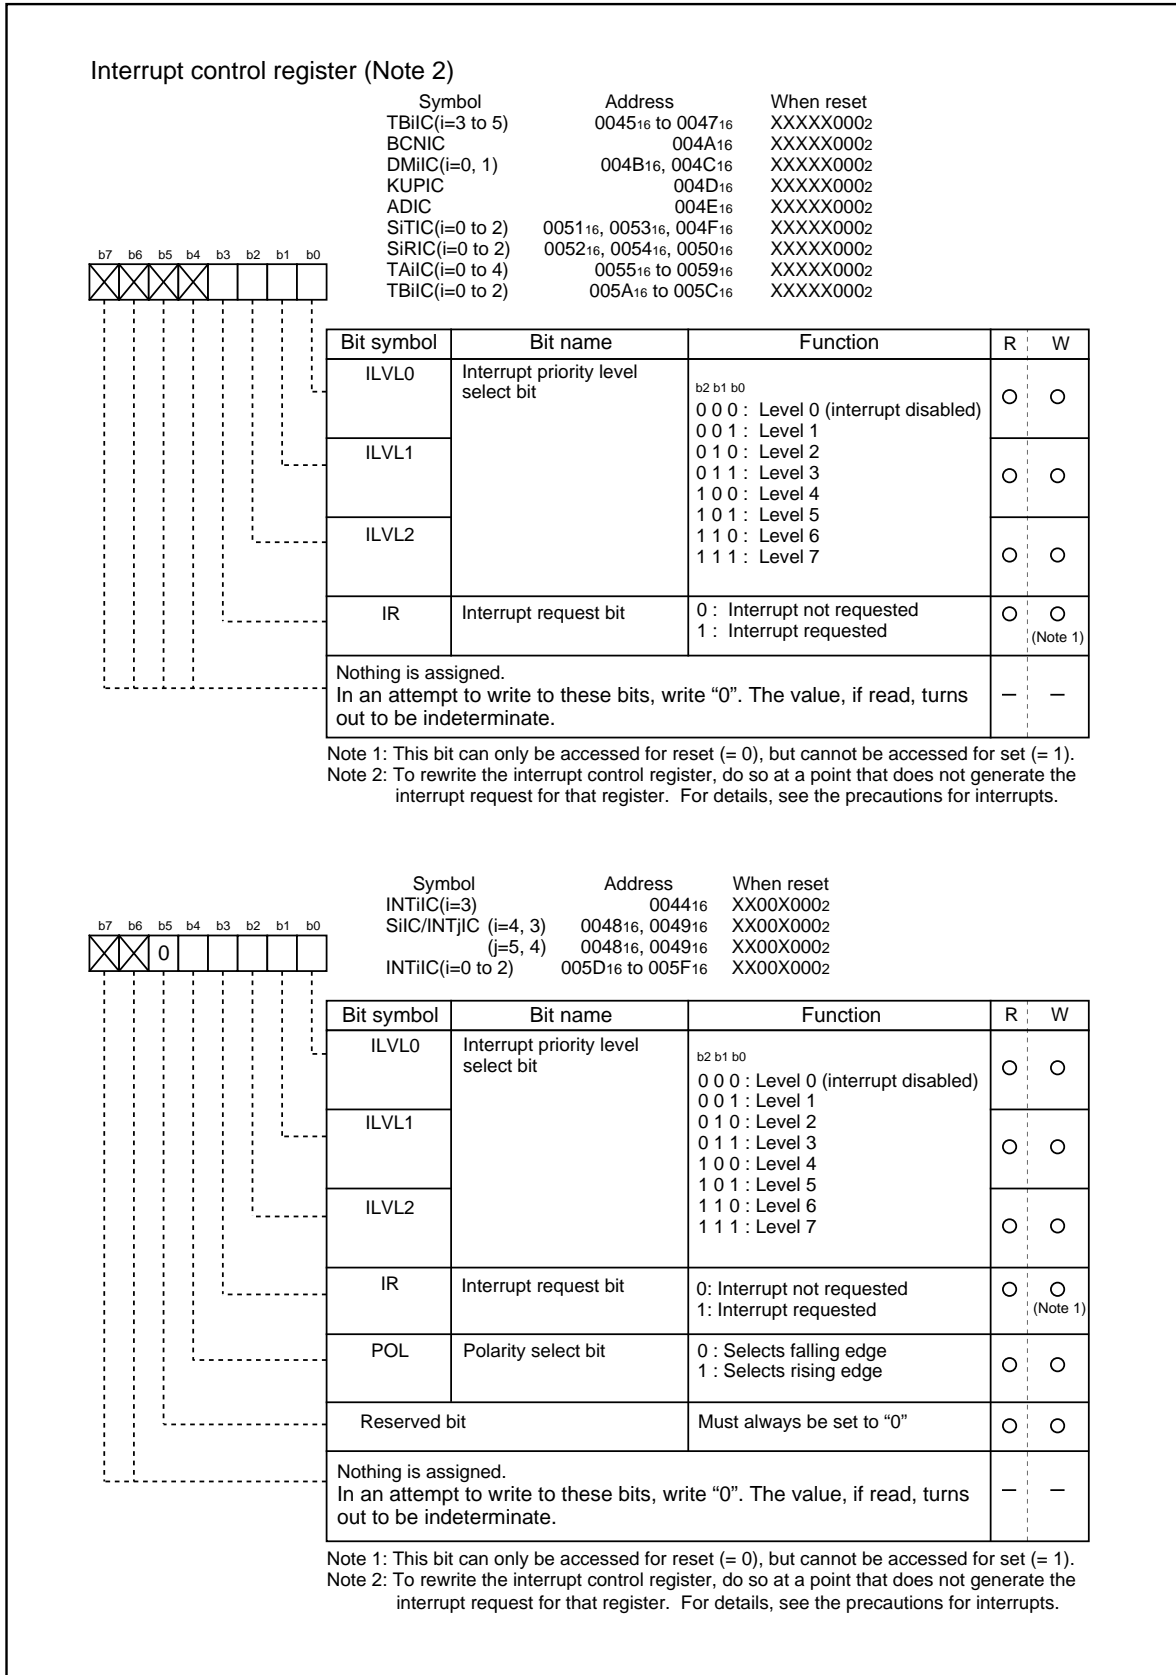 Interrupt control register (Note 2)
Symbol Address When reset
TBiIC(i=3 to 5) 004516 to 004716 XXXXX0002
BCNIC 004A16 XXXXX0002
DMiIC(i=0, 1) 004B16, 004C16 XXXXX0002
KUPIC 004D16 XXXXX0002
ADIC 004E16 XXXXX0002
SiTIC(i=0 to 2) 005116, 005316, 004F16 XXXXX0002
SiRIC(i=0 to 2) 005216, 005416, 005016 XXXXX0002
TAiIC(i=0 to 4) 005516 to 005916 XXXXX0002
TBiIC(i=0 to 2) 005A16 to 005C16 XXXXX0002
b7 b6 b5 b4 b3 b2 b1 b0
Bit symbol Bit name Function R W
ILVL0 Interrupt priority level
select bit
b2 b1 b0
0 0 0 : Level 0 (interrupt disabled)
0 0 1 : Level 1
ILVL1 0 1 0 : Level 2
0 1 1 : Level 3
1 0 0 : Level 4
1 0 1 : Level 5
ILVL2 1 1 0 : Level 6
1 1 1 : Level 7
IR Interrupt request bit 0 : Interrupt not requested
1 : Interrupt requested (Note 1)
Nothing is assigned.
In an attempt to write to these bits, write “0”. The value, if read, turns
out to be indeterminate.
– –
Note 1: This bit can only be accessed for reset (= 0), but cannot be accessed for set (= 1).
Note 2: To rewrite the interrupt control register, do so at a point that does not generate the
interrupt request for that register. For details, see the precautions for interrupts.
Symbol Address When reset
INTiIC(i=3) 004416 XX00X0002
SiIC/INTjIC (i=4, 3) 004816, 004916 XX00X0002
(j=5, 4) 004816, 004916 XX00X0002
INTiIC(i=0 to 2) 005D16 to 005F16 XX00X0002
b7 b6 b5 b4 b3 b2 b1 b0
0
Bit symbol Bit name Function R W
ILVL0 Interrupt priority level
select bit
b2 b1 b0
0 0 0 : Level 0 (interrupt disabled)
0 0 1 : Level 1
ILVL1 0 1 0 : Level 2
0 1 1 : Level 3
1 0 0 : Level 4
1 0 1 : Level 5
ILVL2 1 1 0 : Level 6
1 1 1 : Level 7
IR Interrupt request bit 0: Interrupt not requested
1: Interrupt requested (Note 1)
POL Polarity select bit 0 : Selects falling edge
1 : Selects rising edge
Reserved bit Must always be set to “0”
Nothing is assigned.
In an attempt to write to these bits, write “0”. The value, if read, turns
out to be indeterminate.
– –
Note 1: This bit can only be accessed for reset (= 0), but cannot be accessed for set (= 1).
Note 2: To rewrite the interrupt control register, do so at a point that does not generate the
interrupt request for that register. For details, see the precautions for interrupts.